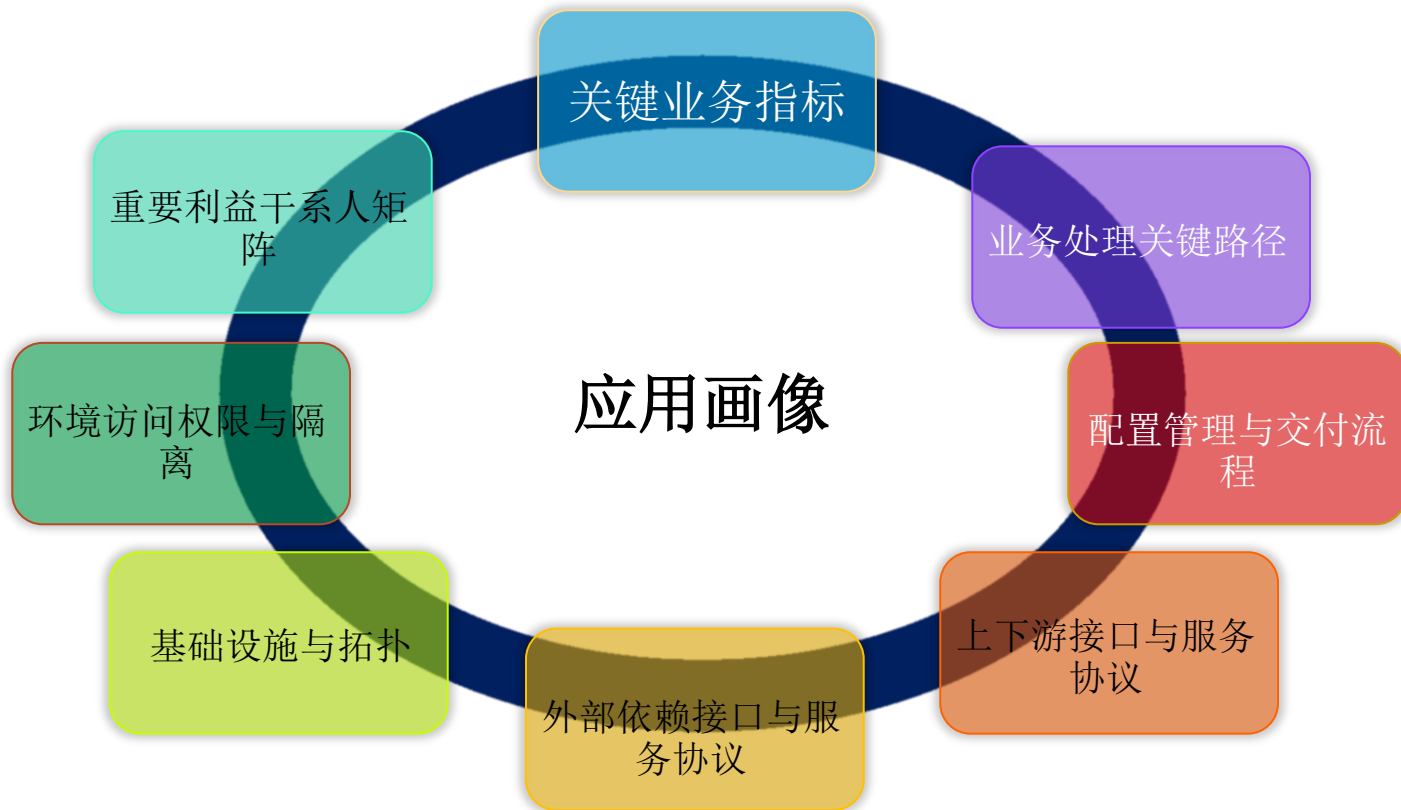 关键业务指标
业务处理关键路径
重要利益干系人矩
阵
应用画像
环境访问权限与隔
离
配置管理与交付流
程
基础设施与拓扑
上下游接口与服务
协议
外部依赖接口与服
务协议